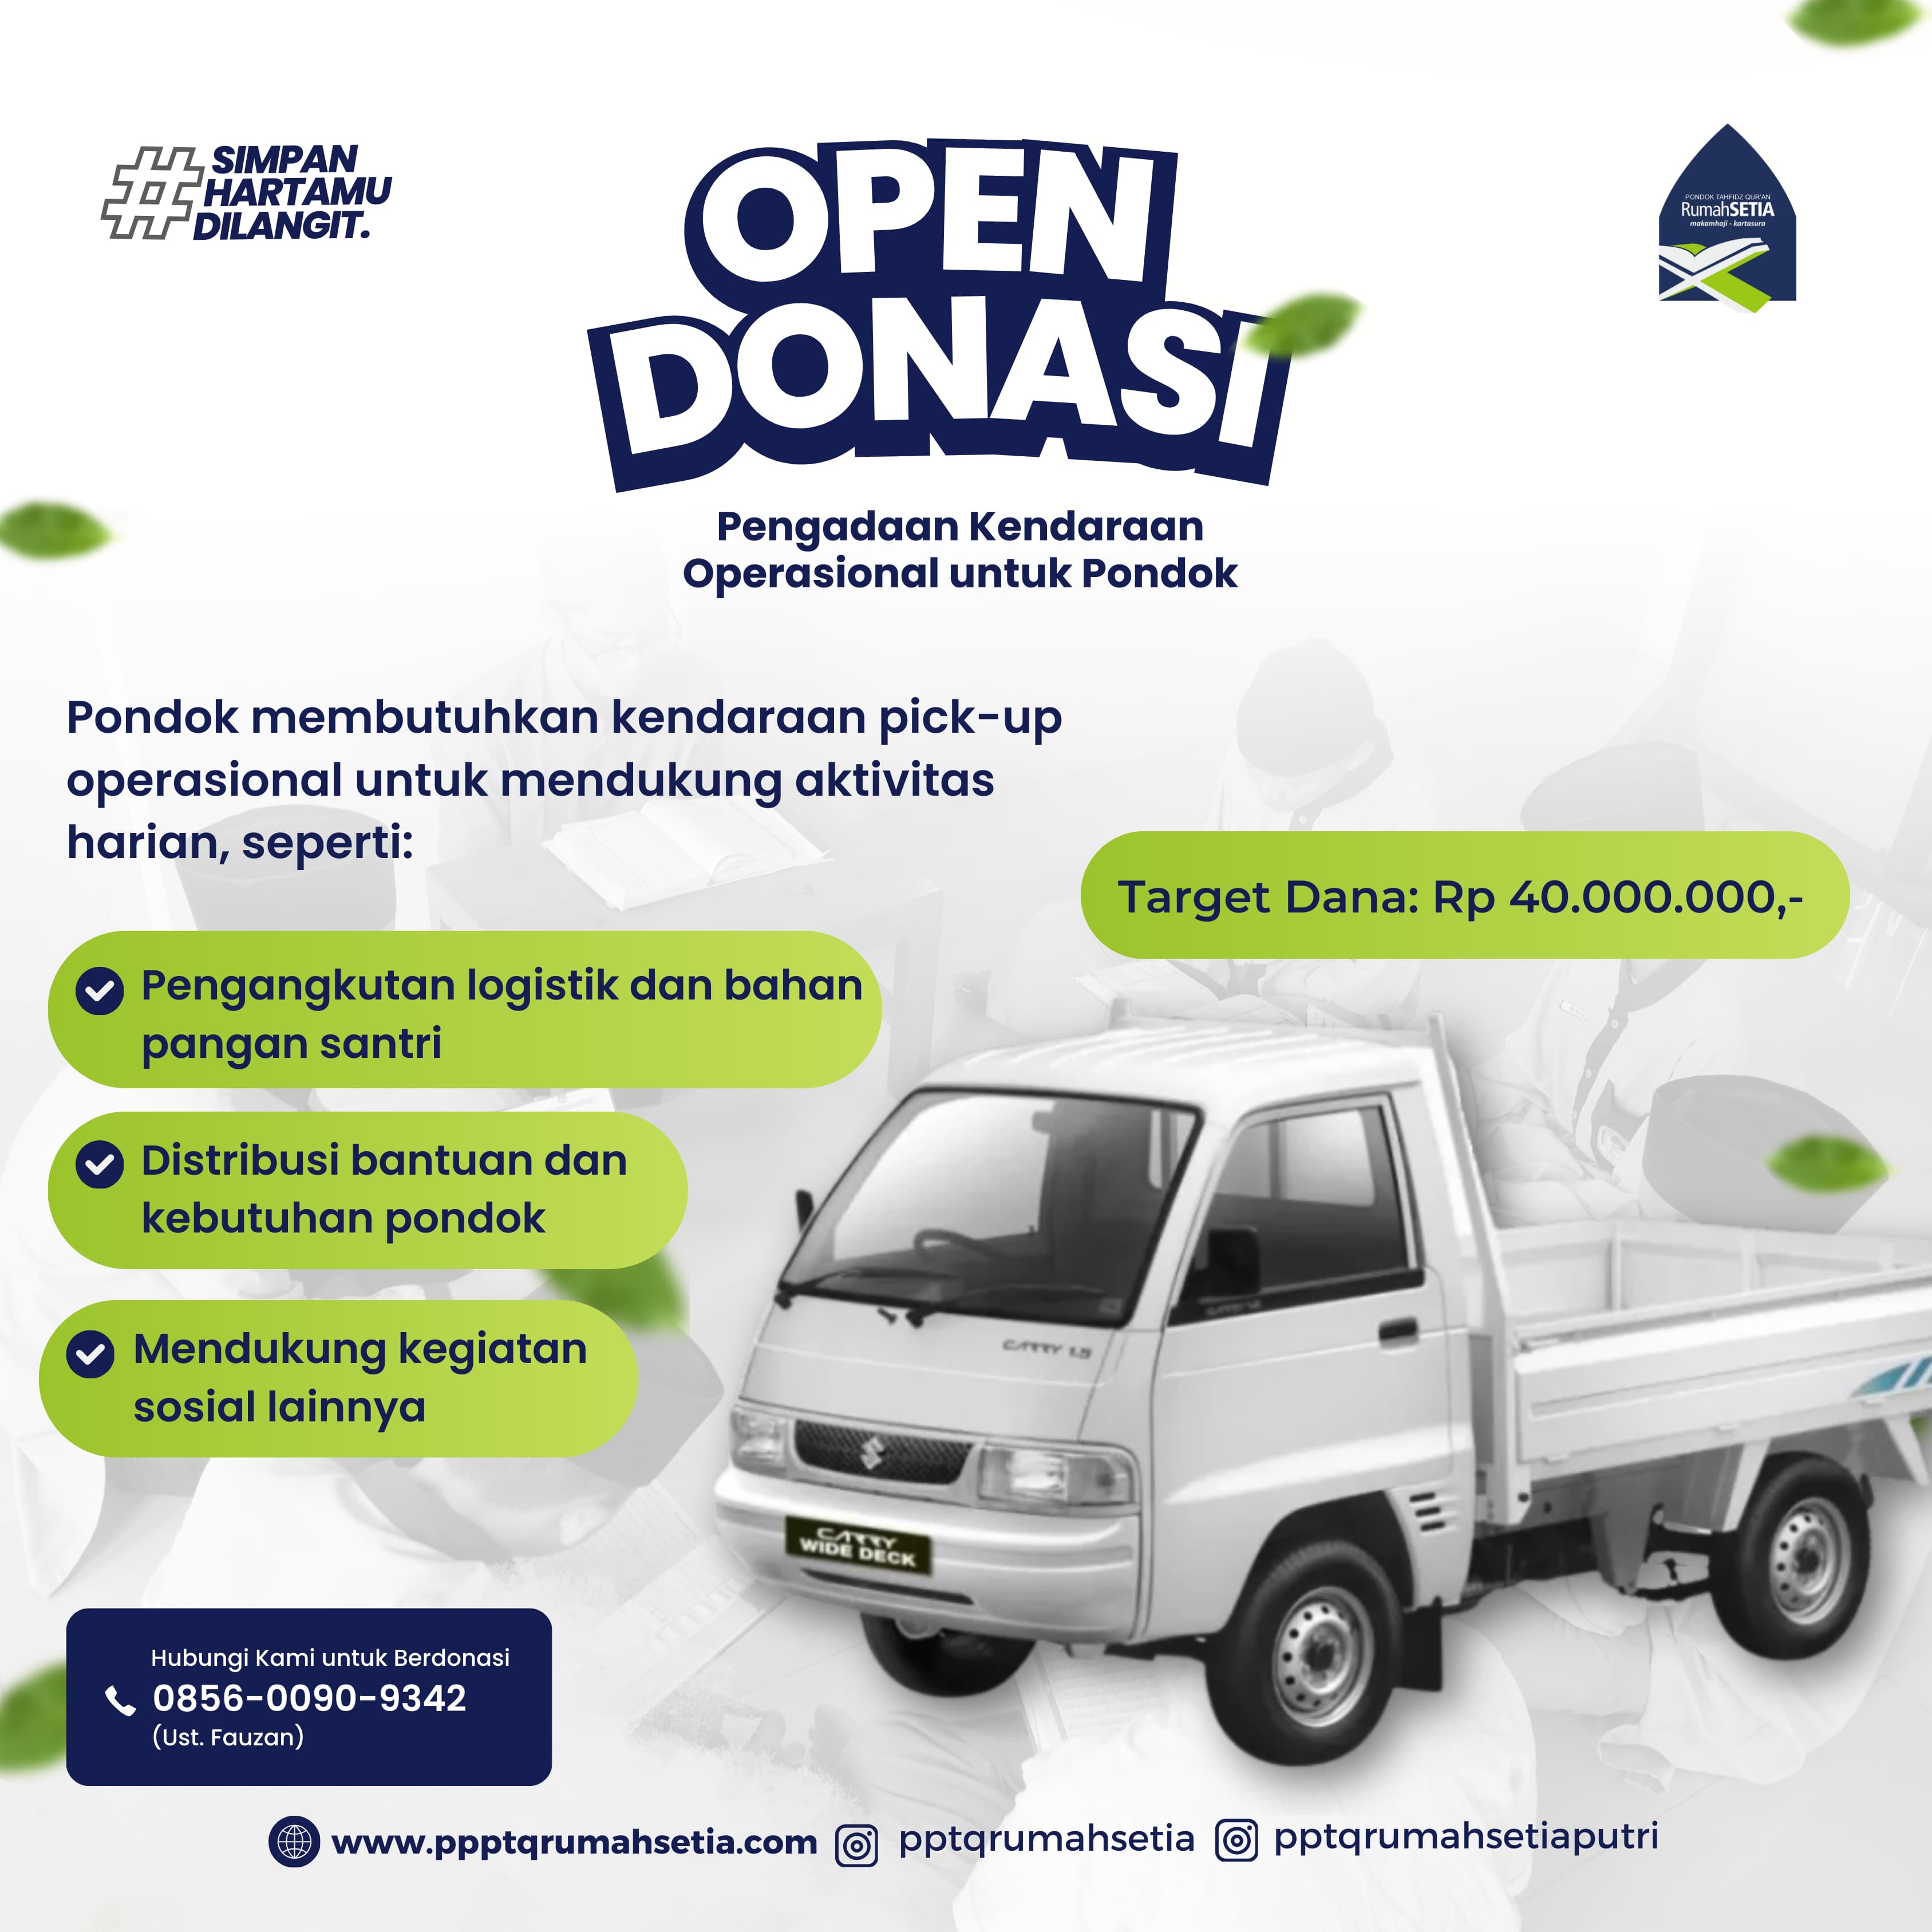 #SIMPAN
HARTAMU
DILANGIT.
OPEN
DONASI
PONDOK TAHFIDZ QUR'AN
RumahSETIA
makamhaji - kartasura
Pengadaan Kendaraan
Operasional untuk Pondok
Pondok membutuhkan kendaraan pick-up
operasional untuk mendukung aktivitas
harian, seperti:
Target Dana: Rp 40.000.000,-
Pengangkutan logistik dan bahan
pangan santri
Distribusi bantuan dan
kebutuhan pondok
Mendukung kegiatan
sosial lainnya
CARRY 1.5
CARRY
WIDE DECK
Hubungi Kami untuk Berdonasi
0856-0090-9342
(Ust. Fauzan)
www.ppptqrumahsetia.com
pptqrumahsetia
pptqrumahsetiaputri